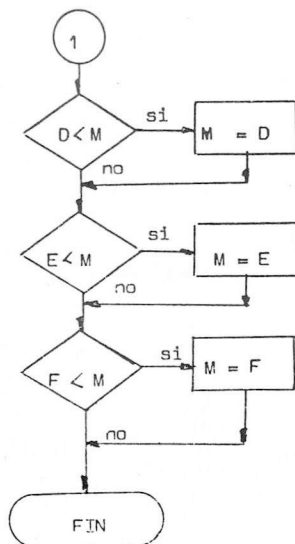 1
D < M
si
M = D
no
E < M
si
M = E
no
F < M
si
M = F
no
FIN